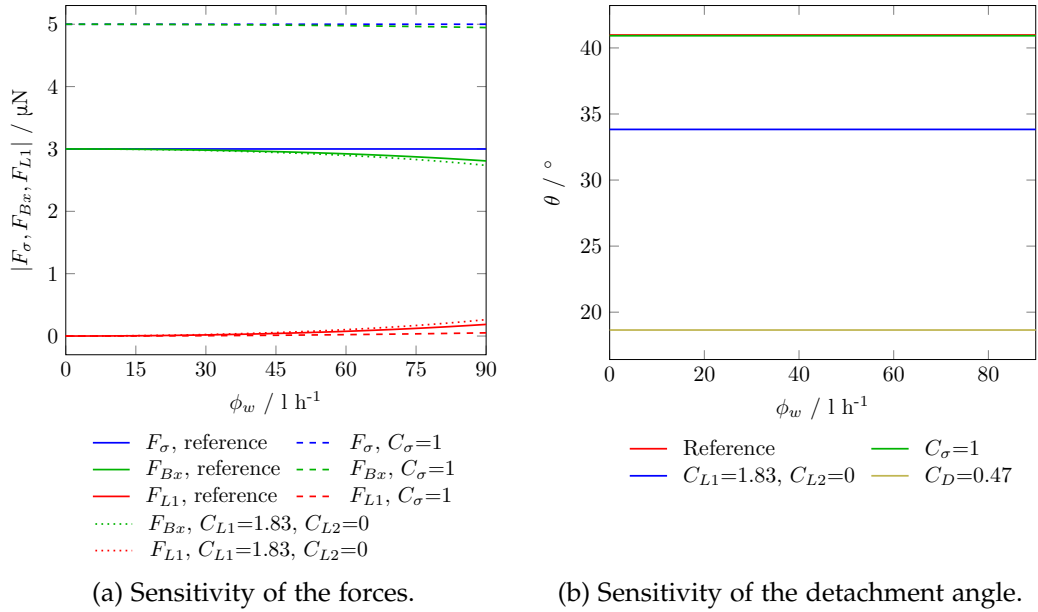 |F_σ, F_Bx, F_L1| / μN
5
4
3
2
1
0
0 15 30 45 60 75 90
ϕ_w / l h⁻¹
F_σ, reference F_σ, C_σ=1
F_Bx, reference F_Bx, C_σ=1
F_L1, reference F_L1, C_σ=1
F_Bx, C_L1=1.83, C_L2=0
F_L1, C_L1=1.83, C_L2=0
(a) Sensitivity of the forces.
θ / °
40
35
30
25
20
0 20 40 60 80
ϕ_w / l h⁻¹
Reference C_σ=1
C_L1=1.83, C_L2=0 C_D=0.47
(b) Sensitivity of the detachment angle.